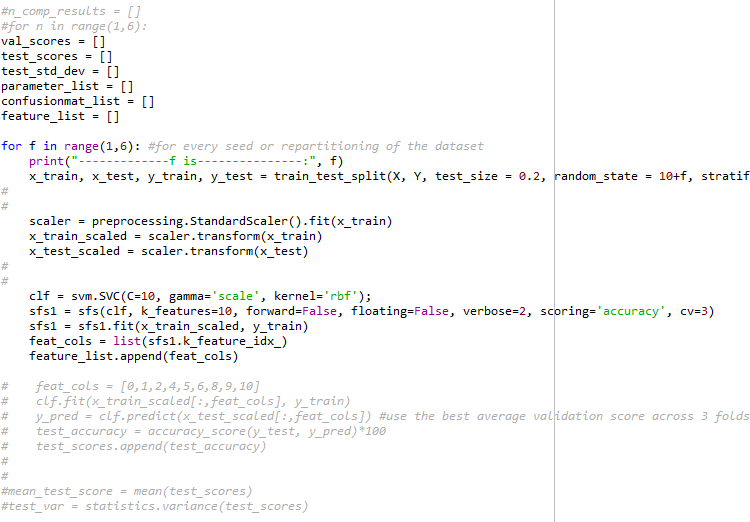 #n_comp_results = []
#for n in range(1,6):
val_scores = []
test_scores = []
test_std_dev = []
parameter_list = []
confusionmat_list = []
feature_list = []
for f in range(1,6): #for every seed or repartitioning of the dataset
    print("-------------f is---------------:", f)
    x_train, x_test, y_train, y_test = train_test_split(X, Y, test_size = 0.2, random_state = 10+f, stratif
#
#
    scaler = preprocessing.StandardScaler().fit(x_train)
    x_train_scaled = scaler.transform(x_train)
    x_test_scaled = scaler.transform(x_test)
#
#
    clf = svm.SVC(C=10, gamma='scale', kernel='rbf');
    sfs1 = sfs(clf, k_features=10, forward=False, floating=False, verbose=2, scoring='accuracy', cv=3)
    sfs1 = sfs1.fit(x_train_scaled, y_train)
    feat_cols = list(sfs1.k_feature_idx_)
    feature_list.append(feat_cols)
#    feat_cols = [0,1,2,4,5,6,8,9,10]
#    clf.fit(x_train_scaled[:,feat_cols], y_train)
#    y_pred = clf.predict(x_test_scaled[:,feat_cols]) #use the best average validation score across 3 folds
#    test_accuracy = accuracy_score(y_test, y_pred)*100
#    test_scores.append(test_accuracy)
#
#
#mean_test_score = mean(test_scores)
#test_var = statistics.variance(test_scores)